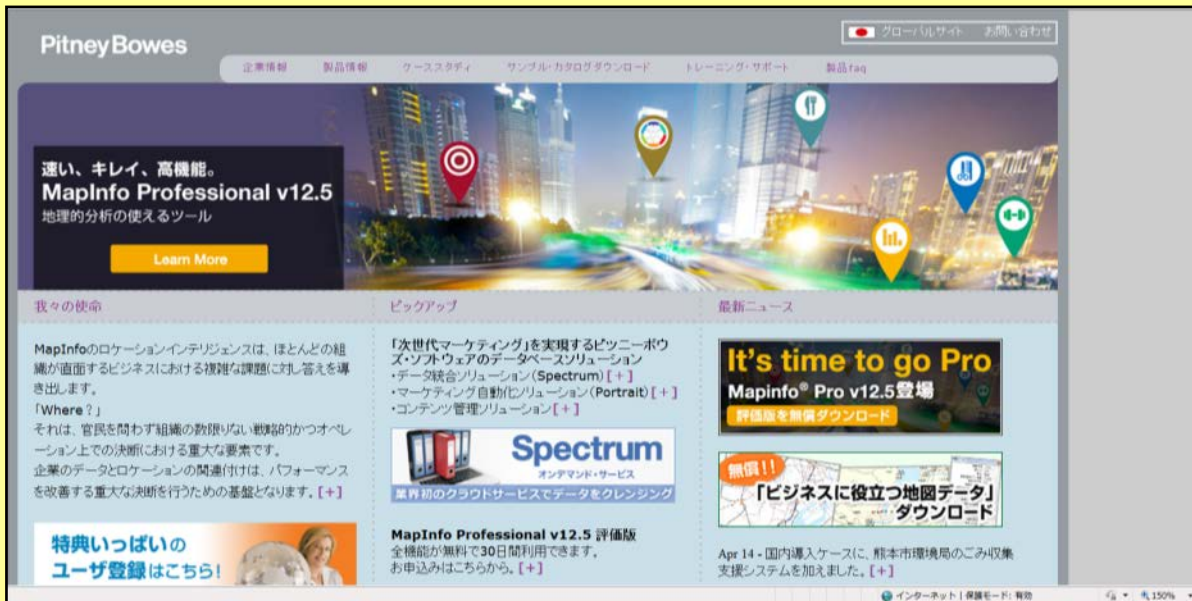 PitneyBowes
グローバルサイト お問い合わせ
企業情報 製品情報 ケーススタディ サンプル・カタログダウンロード トレーニング・サポート 製品faq
速い、キレイ、高機能。
MapInfo Professional v12.5
地理的分析の使えるツール
Learn More
我々の使命
MapInfoのロケーションインテリジェンスは、ほとんどの組
織が直面するビジネスにおける複雑な課題に対し答えを導
き出します。
「Where?」
それは、官民を問わず組織の数限りない戦略的かつオペレ
ーション上での決断における重大な要素です。
企業のデータとロケーションの関連付けは、パフォーマンス
を改善する重大な決断を行うための基盤となります。[+]
特典いっぱいの
ユーザ登録はこちら!
ピックアップ
「次世代マーケティング」を実現するピツニーボウ
ズ・ソフトウェアのデータベースソリューション
・データ統合ソリューション(Spectrum)[+]
・マーケティング自動化ソリューション(Portrait)[+]
・コンテンツ管理ソリューション[+]
Spectrum
オンデマンド・サービス
業界初のクラウドサービスでデータをクレンジング
MapInfo Professional v12.5 評価版
全機能が無料で30日間利用できます。
お申込みはこちらから。[+]
最新ニュース
It's time to go Pro
Mapinfo® Pro v12.5登場
評価版を無償ダウンロード
無償!!
「ビジネスに役立つ地図データ」
ダウンロード
Apr 14 - 国内導入ケースに、熊本市環境局のごみ収集
支援システムを加えました。[+]
インターネット | 保護モード: 有効
150%